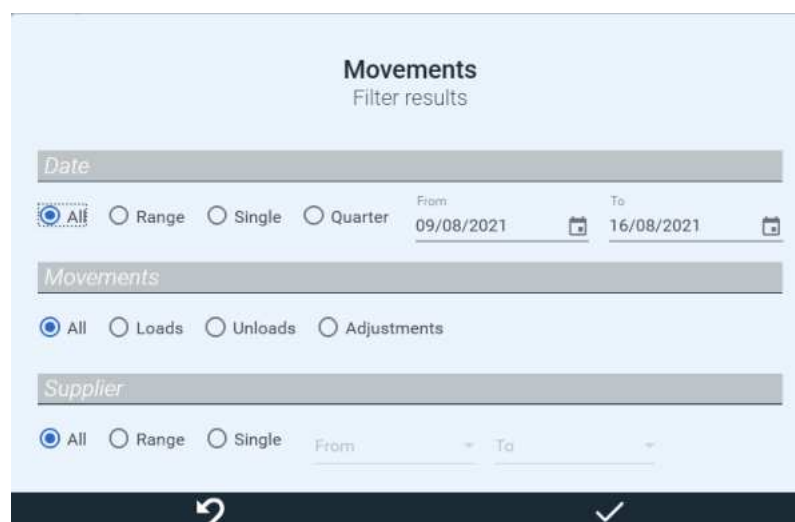 Movements
Filter results
Date
All Range Single Quarter From 09/08/2021 To 16/08/2021
Movements
All Loads Unloads Adjustments
Supplier
All Range Single From To